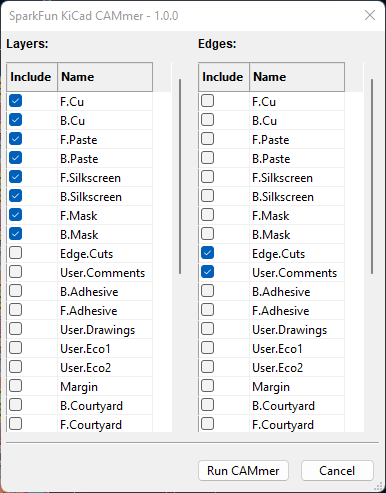 SparkFun KiCad CAMmer - 1.0.0
Layers:
Include Name
F.Cu
B.Cu
F.Paste
B.Paste
F.Silkscreen
B.Silkscreen
F.Mask
B.Mask
Edge.Cuts
User.Comments
B.Adhesive
F.Adhesive
User.Drawings
User.Eco1
User.Eco2
Margin
B.Courtyard
F.Courtyard
Edges:
Include Name
F.Cu
B.Cu
F.Paste
B.Paste
F.Silkscreen
B.Silkscreen
F.Mask
B.Mask
Edge.Cuts
User.Comments
B.Adhesive
F.Adhesive
User.Drawings
User.Eco1
User.Eco2
Margin
B.Courtyard
F.Courtyard
Run CAMmer Cancel